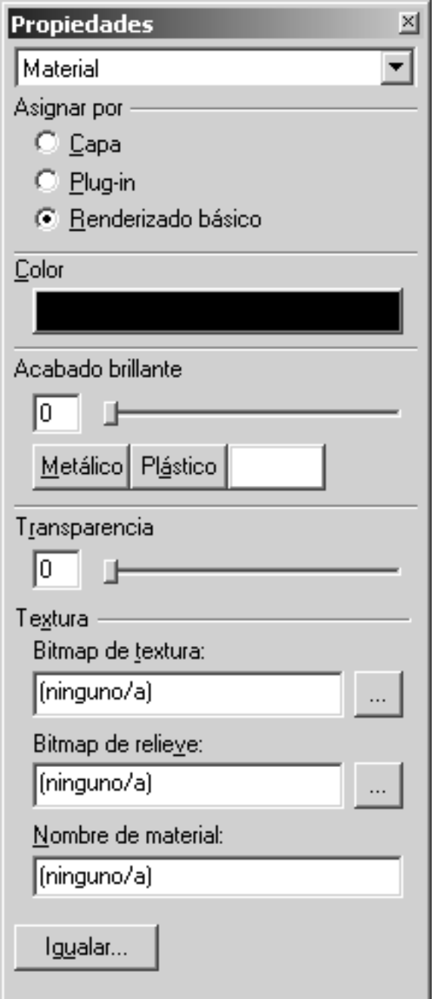 Propiedades
Material
Asignar por
Capa
Plug-in
Renderizado básico
Color
Acabado brillante
0
Metálico Plástico
Transparencia
0
Textura
Bitmap de textura:
(ninguno/a) ...
Bitmap de relieve:
(ninguno/a) ...
Nombre de material:
(ninguno/a)
Igualar...